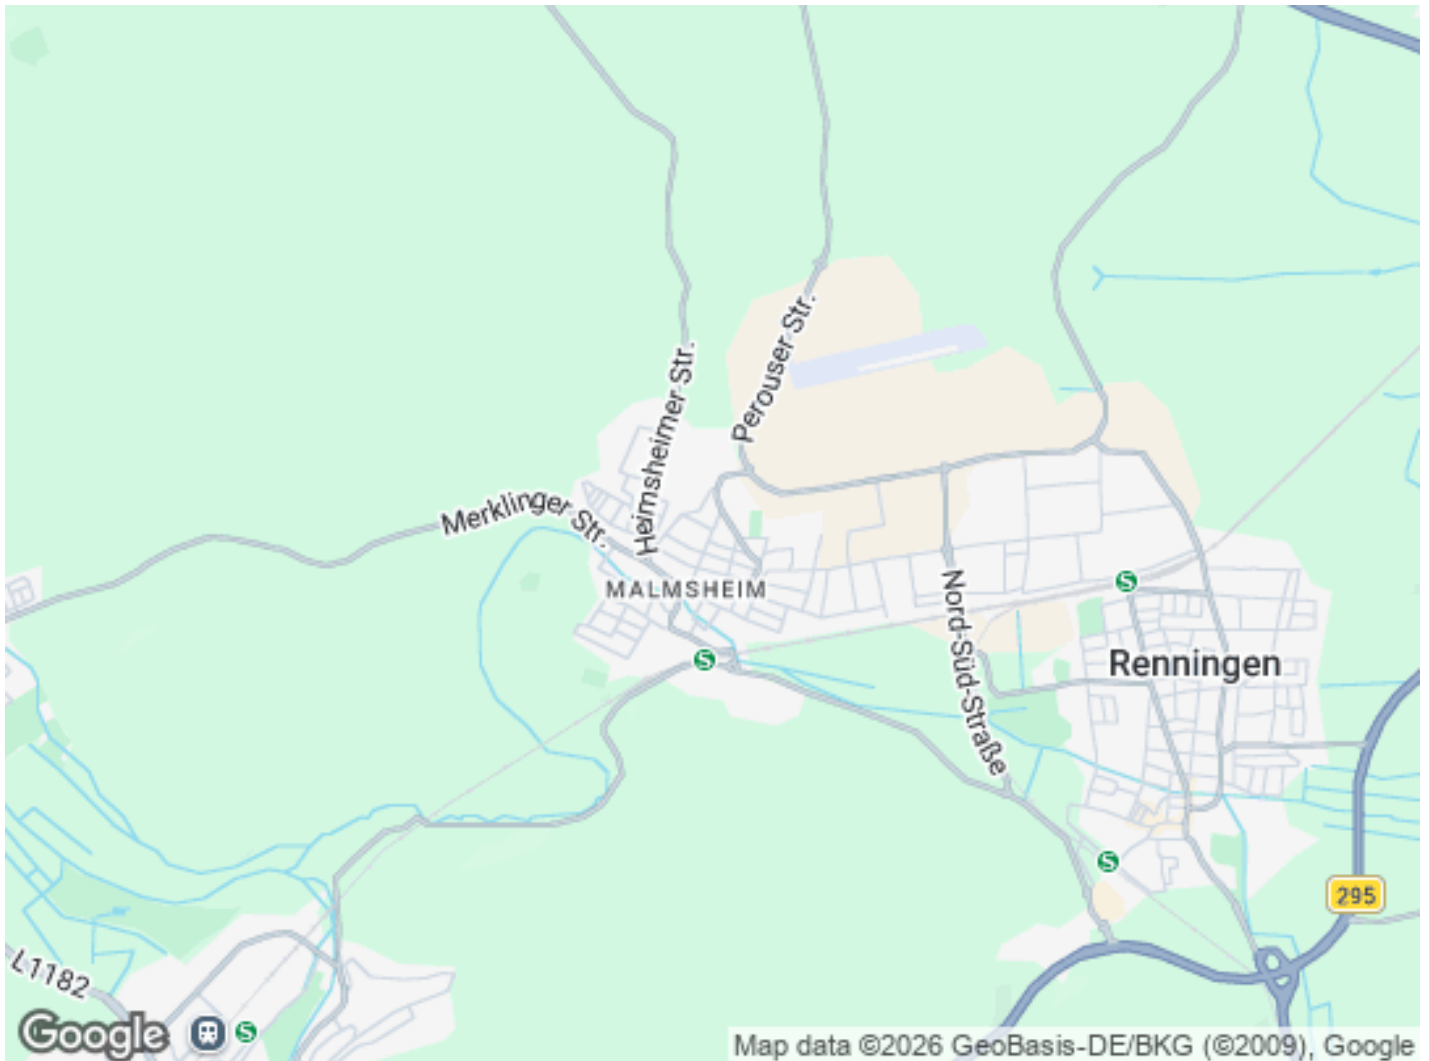 Perouser Str.
Heimsheimer Str.
Merklinger Str.
MALMSHEIM
Nord-Süd-Straße
S
Renningen
S
S
295
L1182
S
Google
Map data ©2026 GeoBasis-DE/BKG (©2009), Google